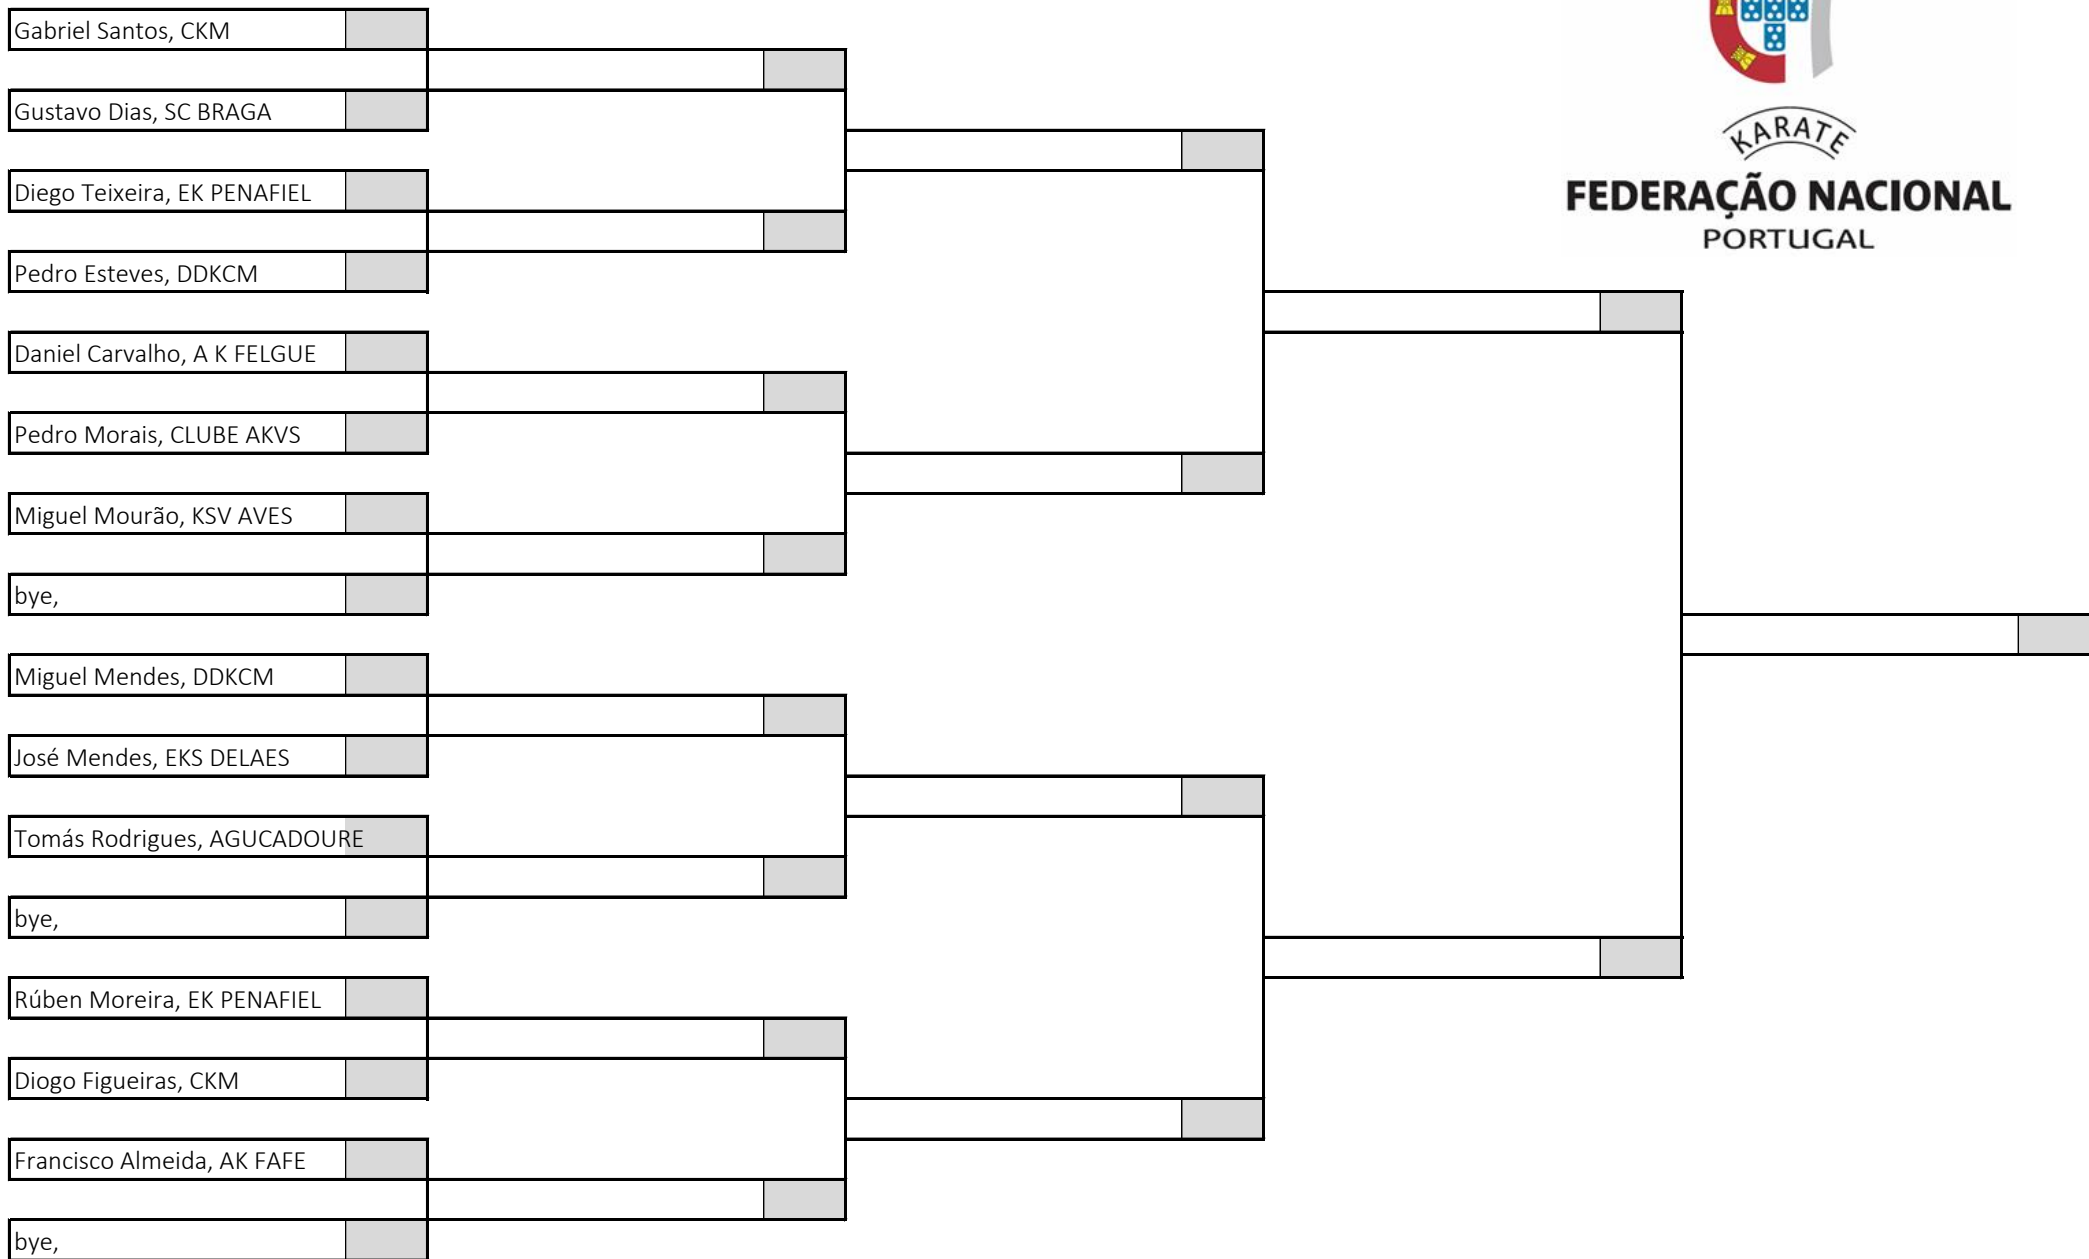 Gabriel Santos, CKM
Gustavo Dias, SC BRAGA
Diego Teixeira, EK PENAFIEL
Pedro Esteves, DDKCM
Daniel Carvalho, A K FELGUE
Pedro Morais, CLUBE AKVS
Miguel Mourão, KSV AVES
bye,
Miguel Mendes, DDKCM
José Mendes, EKS DELAES
Tomás Rodrigues, AGUCADOURE
bye,
Rúben Moreira, EK PENAFIEL
Diogo Figueiras, CKM
Francisco Almeida, AK FAFE
bye,
KARATE
FEDERAÇÃO NACIONAL
PORTUGAL